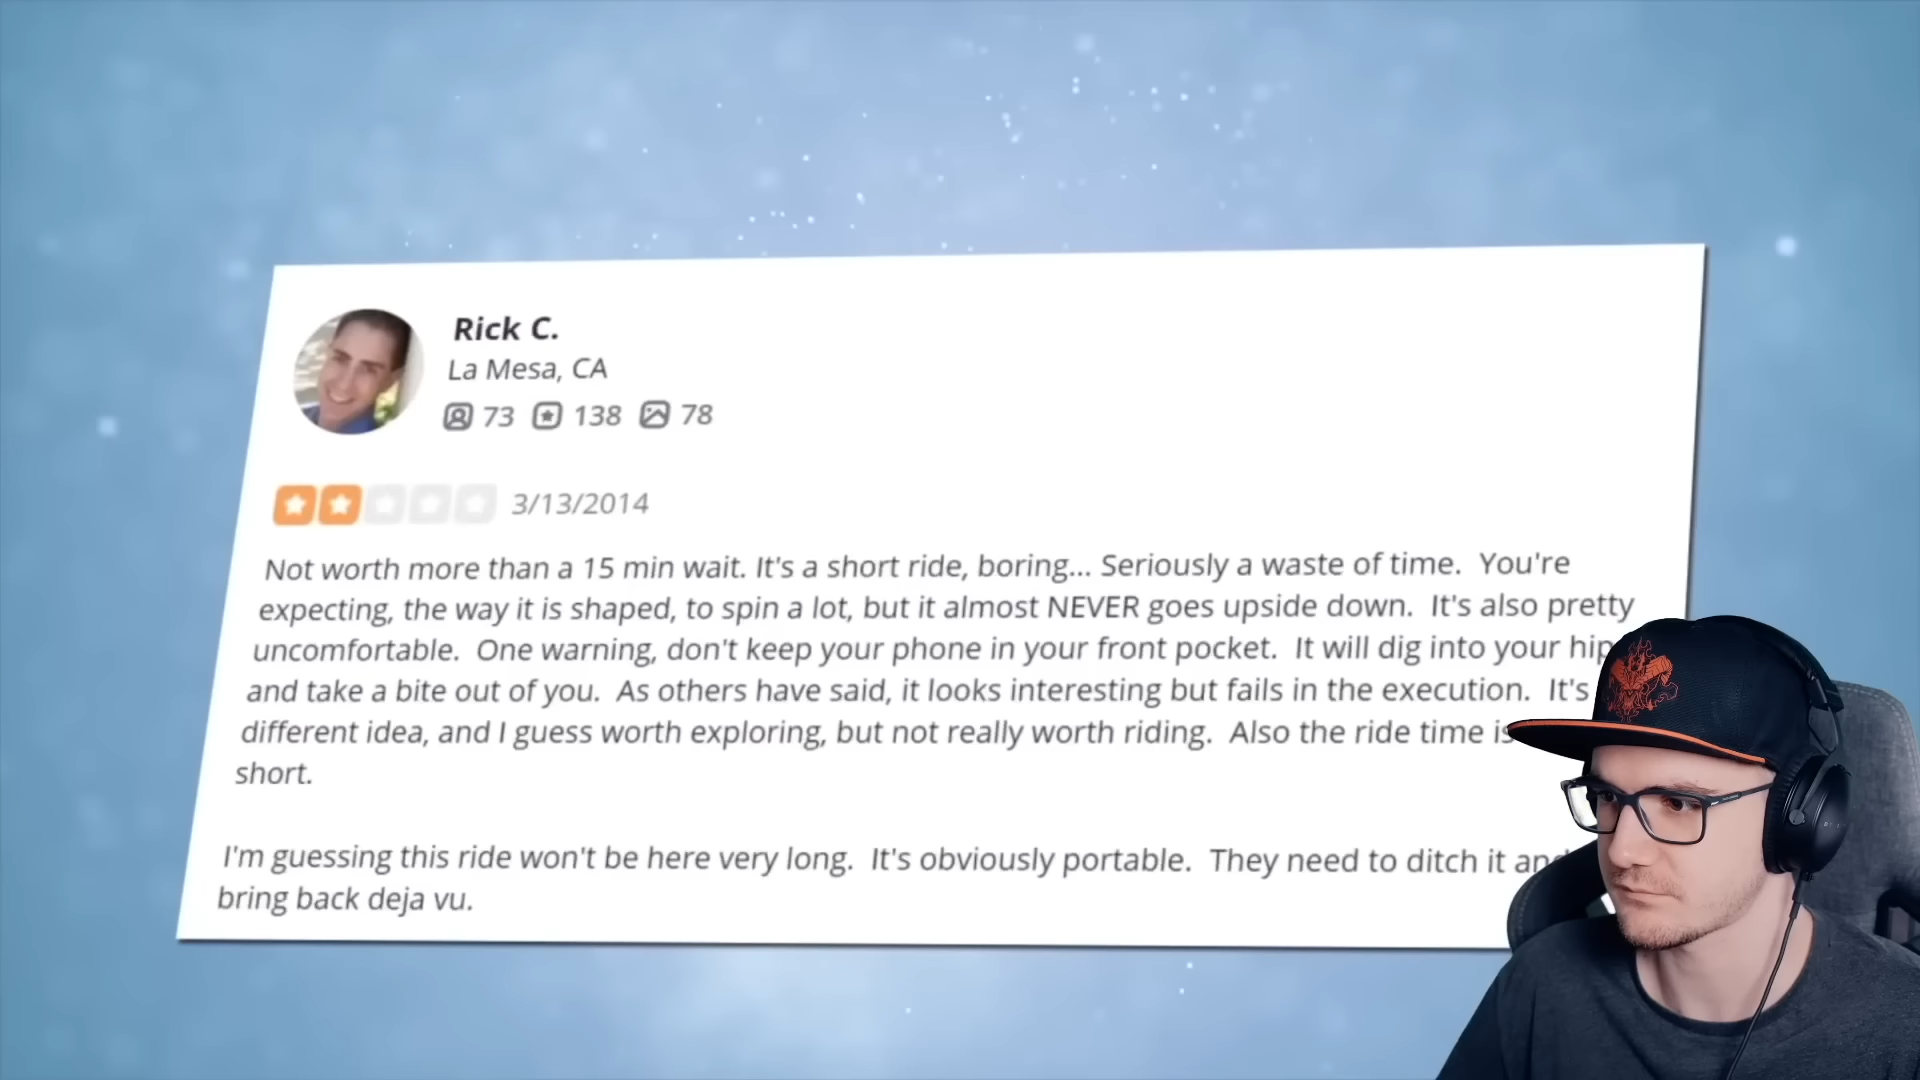 Rick C.
La Mesa, CA
73 138 78
3/13/2014
Not worth more than a 15 min wait. It's a short ride, boring... Seriously a waste of time. You're
expecting, the way it is shaped, to spin a lot, but it almost NEVER goes upside down. It's also pretty
uncomfortable. One warning, don't keep your phone in your front pocket. It will dig into your hip
and take a bite out of you. As others have said, it looks interesting but fails in the execution. It's
different idea, and I guess worth exploring, but not really worth riding. Also the ride time is
short.
I'm guessing this ride won't be here very long. It's obviously portable. They need to ditch it and
bring back deja vu.